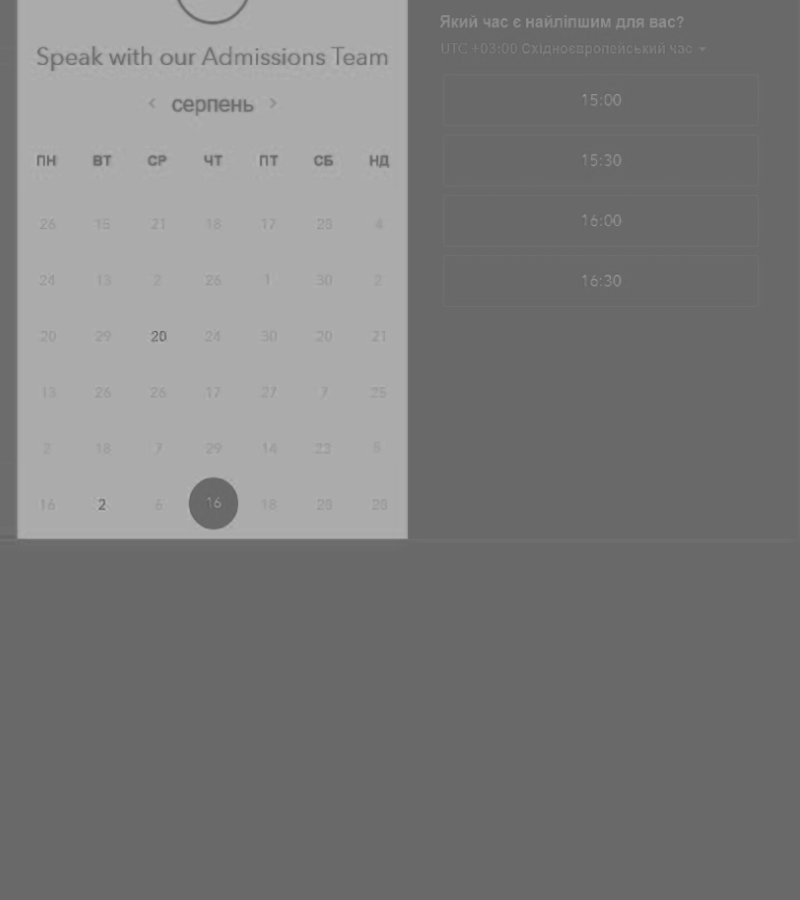 Speak with our Admissions Team
серпень
ПН ВТ СР ЧТ ПТ СБ НД
26 15 21 18 17 28 4
24 13 2 26 1 30 2
20 29 20 24 30 20 21
13 26 26 17 27 7 25
2 18 7 29 14 23 5
16 2 6 16 18 28 28
Який час є найліпшим для вас?
UTC +03:00 Східноєвропейський час
15:00
15:30
16:00
16:30